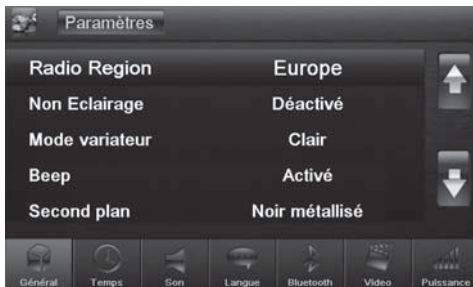 Paramètres
Radio Region Europe
Non Eclairage Déactivé
Mode variateur Clair
Beep Activé
Second plan Noir métallisé
Général Temps Son Langue Bluetooth Video Puissance